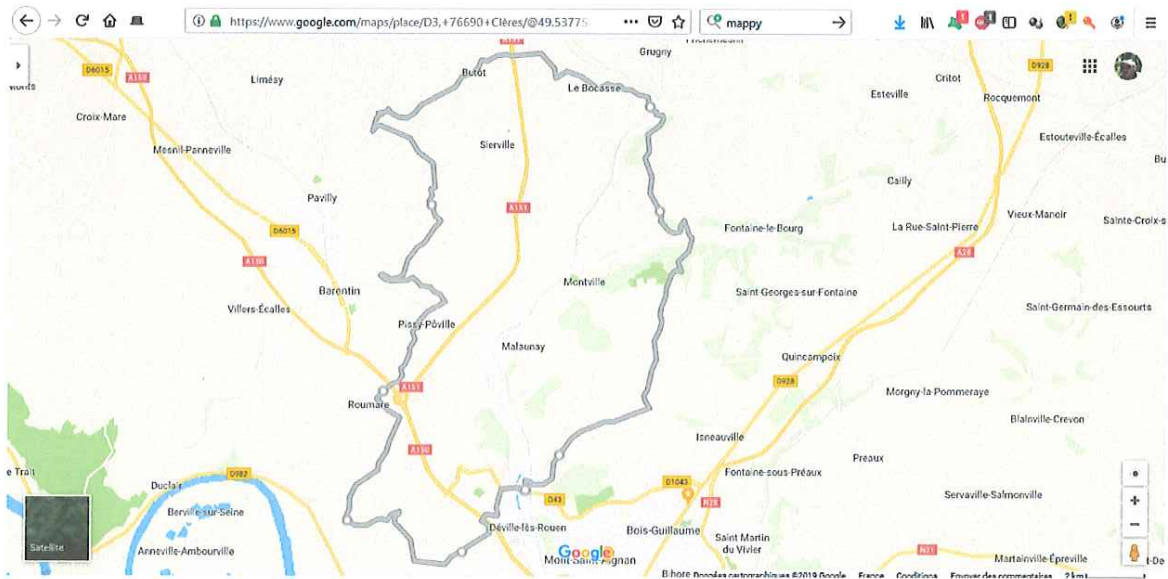 https://www.google.com/maps/place/D3,+76690+Clères/@49.53775
mappy
Grugny
D6015
A150
Limésy
Butot
Le Bocasse
Critot
D928
Esteville
Rocquemont
Croix-Mare
Mesnil-Panneville
Sierville
Estouteville-Écalles
Bu
Cailly
Pavilly
A151
Vieux-Manoir
Sainte-Croix-s
Fontaine-le-Bourg
La Rue-Saint-Pierre
D6015
A150
A28
Montville
Barentin
Saint-Georges-sur-Fontaine
Villers-Écalles
Saint-Germain-des-Essourts
Pissy-Pôville
Malaunay
Quincampoix
D928
A151
Morgny-la-Pommeraye
Roumare
Blainville-Crevon
Isneauville
A150
Préaux
e Trait
D982
Fontaine-sous-Préaux
Duclair
D1043
D43
N28
Servaville-Salmonville
Berville-sur-Seine
Déville-lès-Rouen
Bois-Guillaume
Saint Martin
du Vivier
Satellite
Anneville-Ambourville
Google
Mont-Saint-Aignan
N31
Martainville-Épreville
t-De
Bihore
Données cartographiques ©2019 Google
France
Conditions
Envoyer des commentaires
2 km